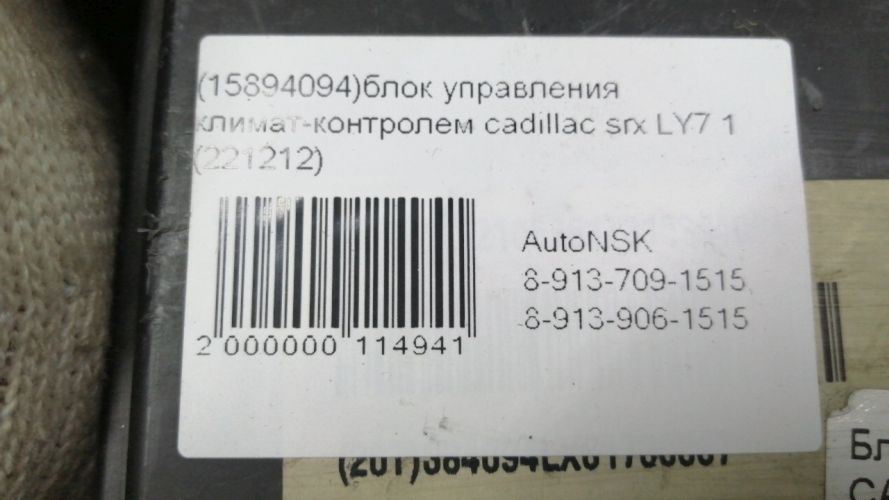 (15894094)блок управления
климат-контролем cadillac srx LY7 1
(221212)
AutoNSK
8-913-709-1515
8-913-906-1515
2 000000 114941